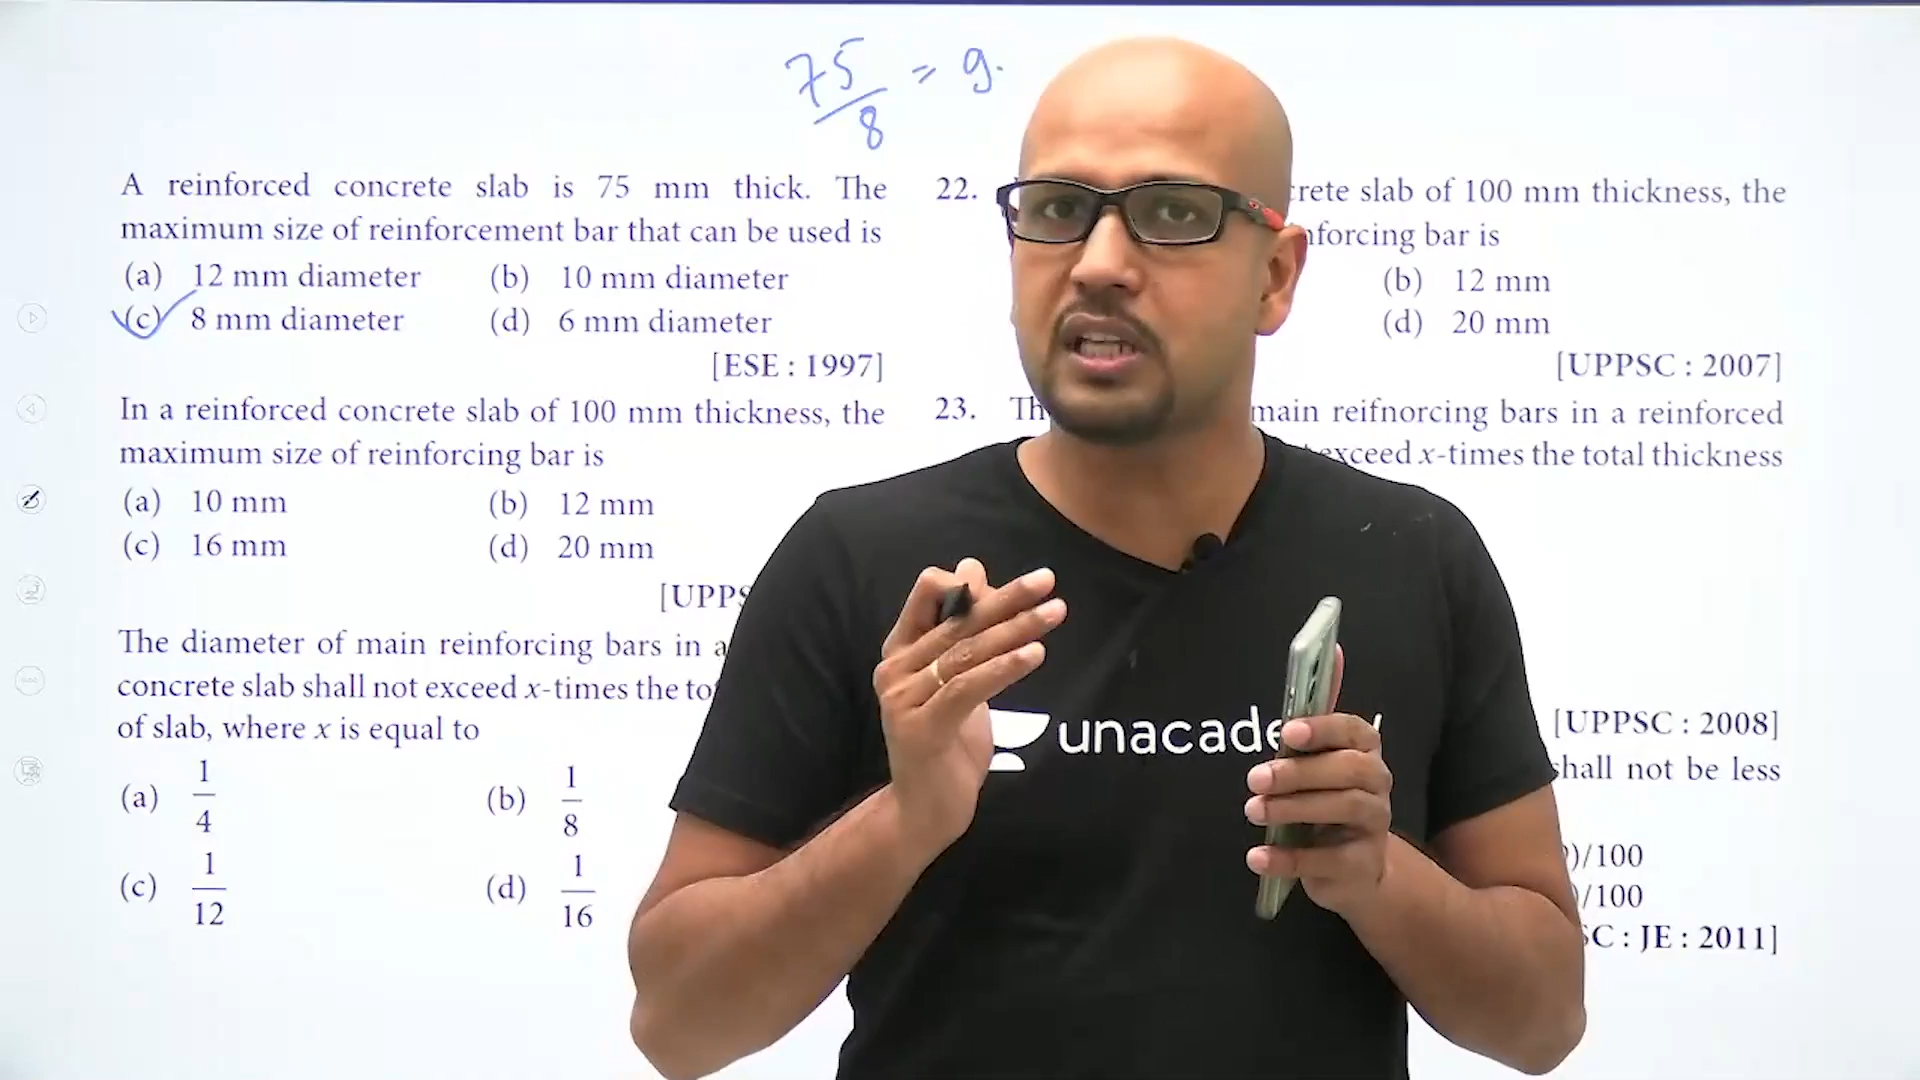 75/8 = 9.
A reinforced concrete slab is 75 mm thick. The
maximum size of reinforcement bar that can be used is
(a) 12 mm diameter (b) 10 mm diameter
(c) 8 mm diameter (d) 6 mm diameter
[ESE : 1997]
In a reinforced concrete slab of 100 mm thickness, the
maximum size of reinforcing bar is
(a) 10 mm (b) 12 mm
(c) 16 mm (d) 20 mm
[UPPS
The diameter of main reinforcing bars in a
concrete slab shall not exceed x-times the to
of slab, where x is equal to
(a) 1/4 (b) 1/8
(c) 1/12 (d) 1/16
22. crete slab of 100 mm thickness, the
nforcing bar is
(b) 12 mm
(d) 20 mm
[UPPSC : 2007]
23. Th main reifnorcing bars in a reinforced
exceed x-times the total thickness
[UPPSC : 2008]
shall not be less
)/100
)/100
SC : JE : 2011]
unacade